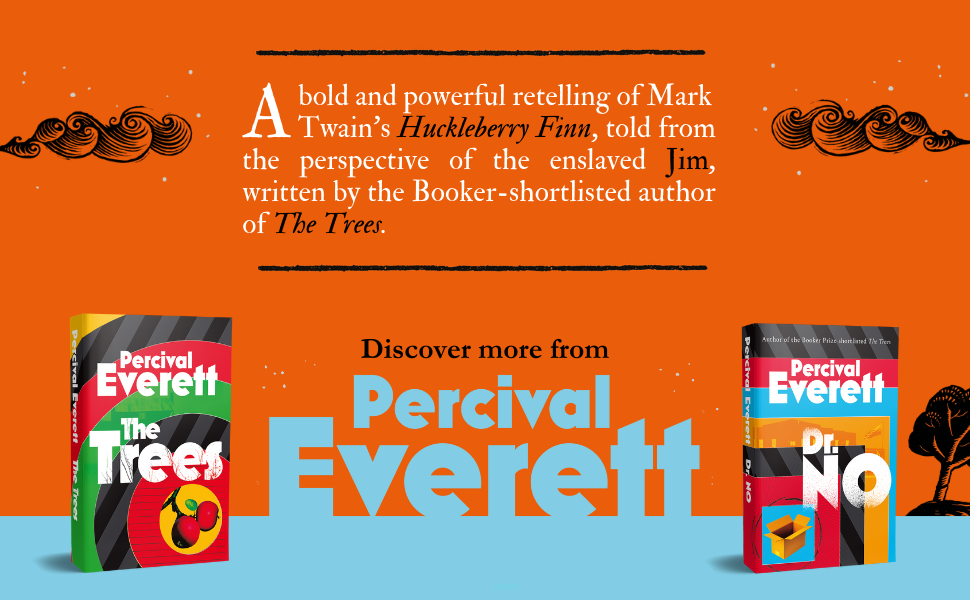 A bold and powerful retelling of Mark
Twain's Huckleberry Finn, told from
the perspective of the enslaved Jim,
written by the Booker-shortlisted author
of The Trees.
Discover more from
Percival
Everett
Percival Everett The Trees
Percival
Everett
The
Trees
Percival Everett Dr. NO
Author of the Booker Prize shortlisted The Trees
Percival
Everett
Dr.
NO